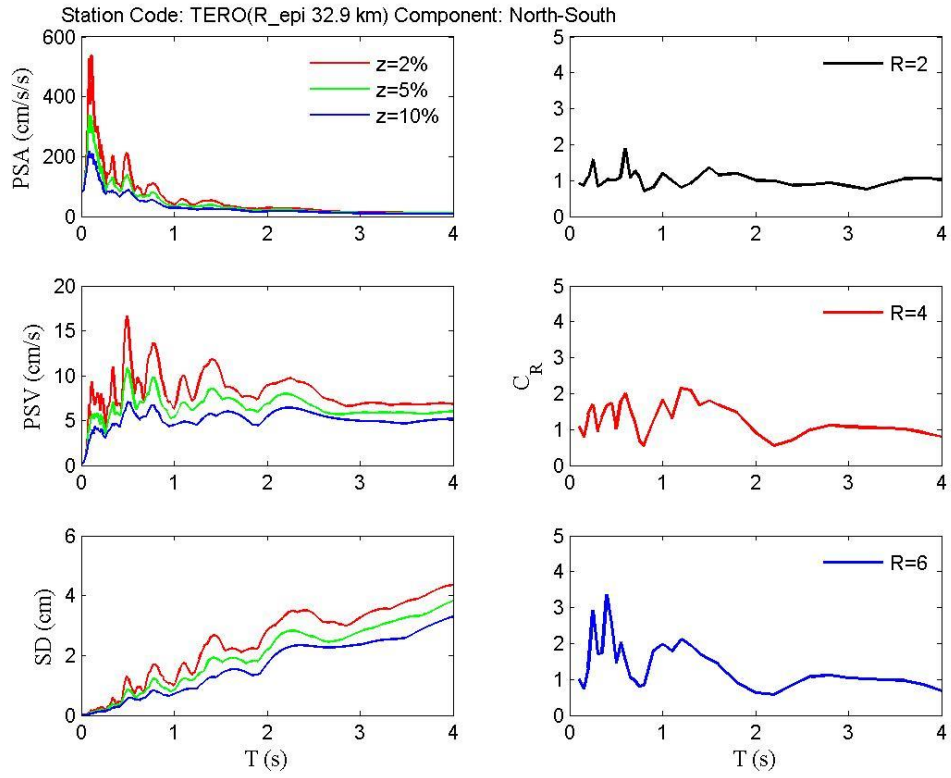 Station Code: TERO(R_epi 32.9 km) Component: North-South
PSA (cm/s/s)
600
400
200
0
0 1 2 3 4
z=2%
z=5%
z=10%
5
4
3
2
1
0
0 1 2 3 4
R=2
PSV (cm/s)
20
15
10
5
0
0 1 2 3 4
C_R
5
4
3
2
1
0
0 1 2 3 4
R=4
SD (cm)
6
4
2
0
0 1 2 3 4
T (s)
5
4
3
2
1
0
0 1 2 3 4
R=6
T (s)